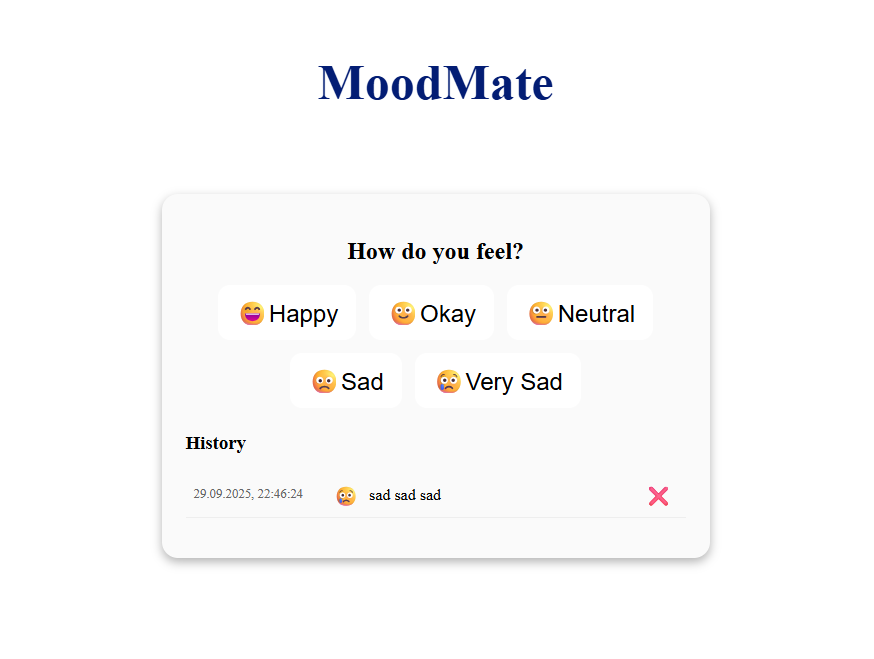 MoodMate
How do you feel?
😄 Happy 🙂 Okay 😐 Neutral
🙁 Sad 😢 Very Sad
History
29.09.2025, 22:46:24 😢 sad sad sad ❌